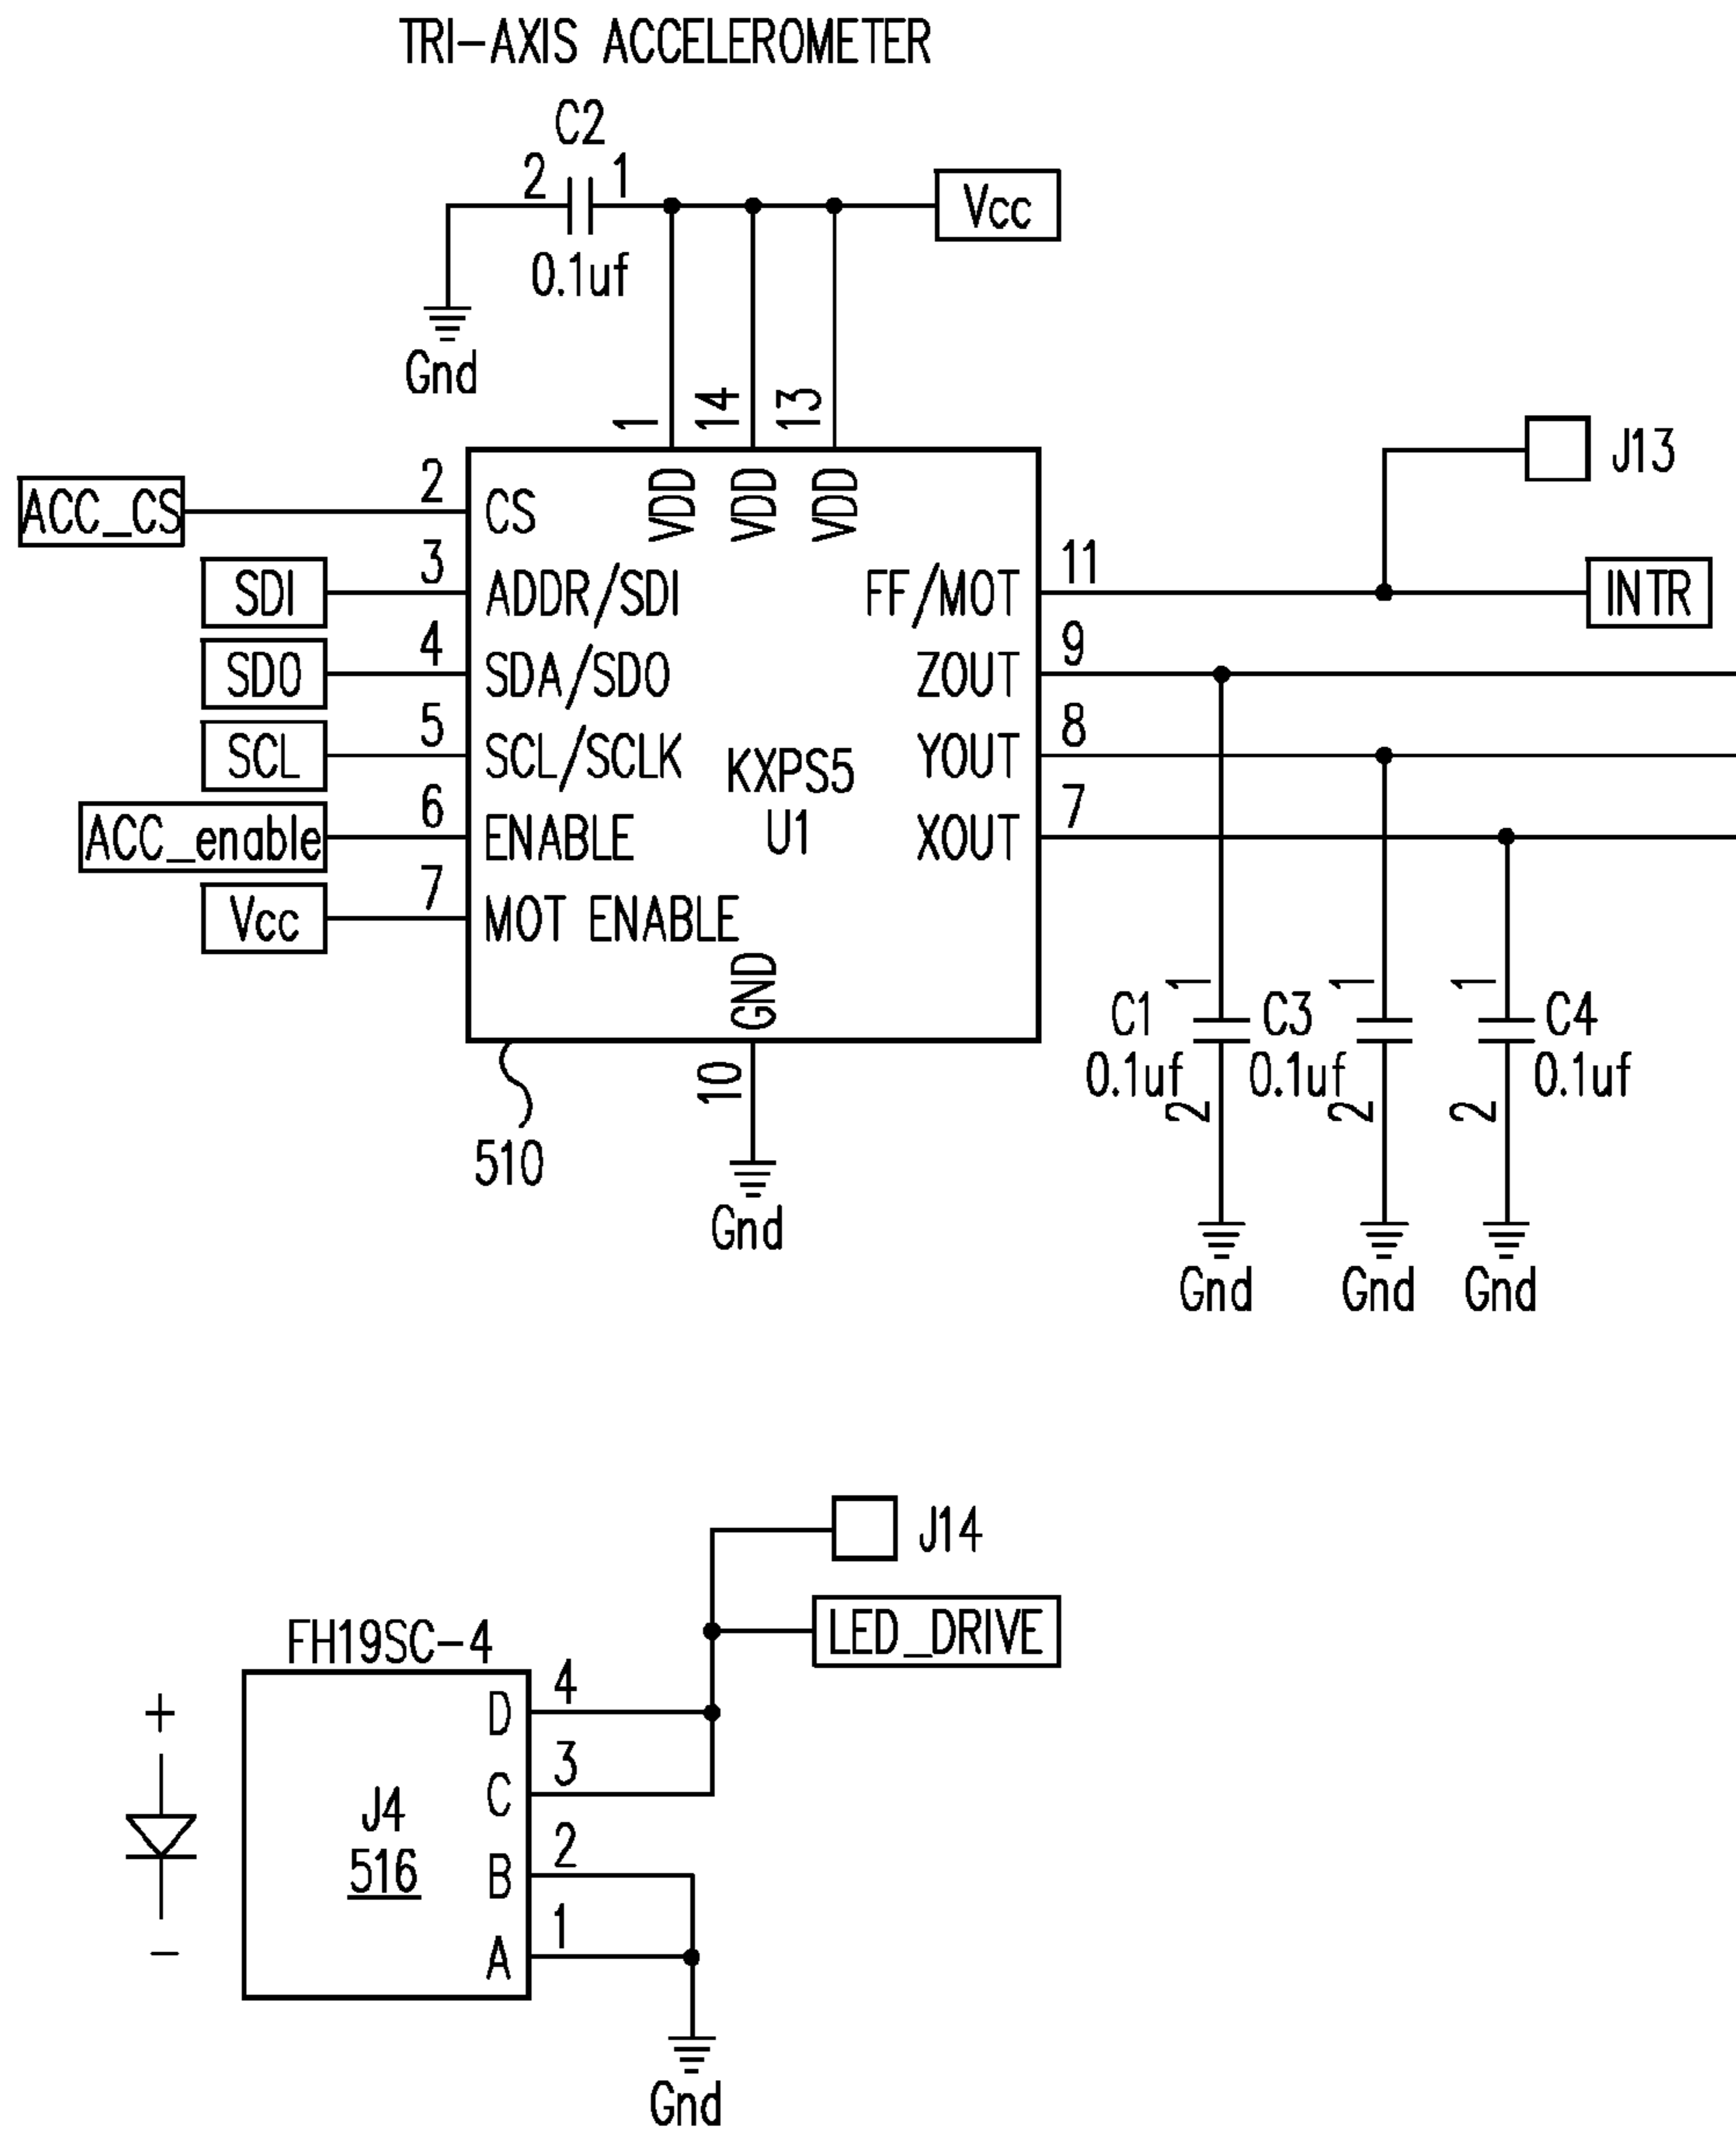 TRI-AXIS ACCELEROMETER
C2
2 1
Vcc
0.1uf
Gnd
1 14 13
J13
ACC_CS 2 CS VDD VDD VDD
SDI 3 ADDR/SDI FF/MOT 11 INTR
SDO 4 SDA/SDO ZOUT 9
SCL 5 SCL/SCLK KXPS5 YOUT 8
ACC_enable 6 ENABLE U1 XOUT 7
Vcc 7 MOT ENABLE
GND
1 1 1
C1 C3 C4
0.1uf 0.1uf 0.1uf
10
2 2 2
510
Gnd
Gnd Gnd Gnd
J14
LED_DRIVE
FH19SC-4
+ D 4
C 3
J4
516 B 2
- A 1
Gnd